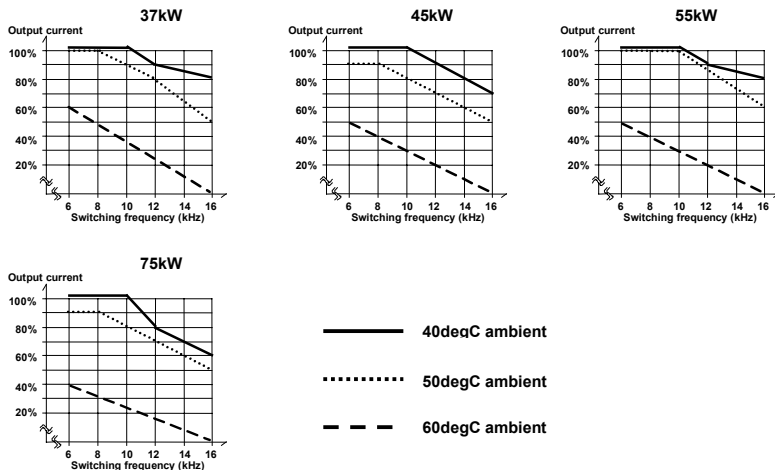 37kW
Output current
100%
80%
60%
40%
20%
6 8 10 12 14 16
Switching frequency (kHz)
45kW
Output current
100%
80%
60%
40%
20%
6 8 10 12 14 16
Switching frequency (kHz)
55kW
Output current
100%
80%
60%
40%
20%
6 8 10 12 14 16
Switching frequency (kHz)
75kW
Output current
100%
80%
60%
40%
20%
6 8 10 12 14 16
Switching frequency (kHz)
40degC ambient
50degC ambient
60degC ambient